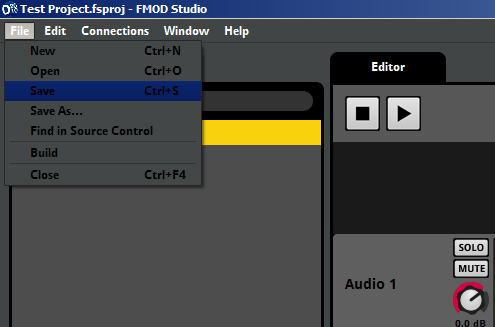 Test Project.fsproj - FMOD Studio
File Edit Connections Window Help
New Ctrl+N
Open Ctrl+O
Save Ctrl+S
Save As...
Find in Source Control
Build
Close Ctrl+F4
Editor
SOLO
MUTE
Audio 1
0.0 dB